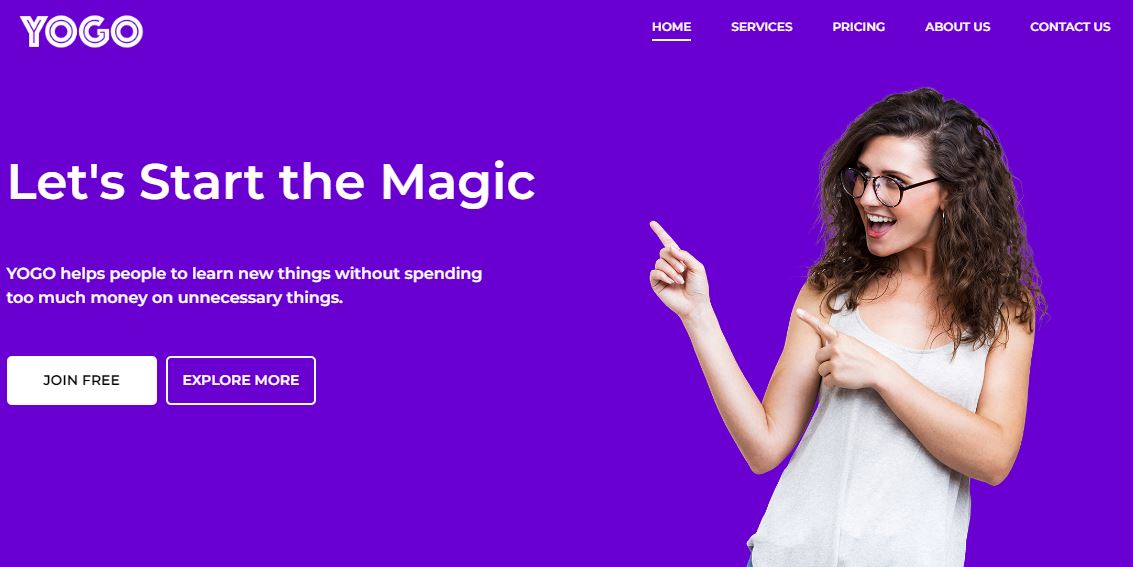 YOGO
HOME SERVICES PRICING ABOUT US CONTACT US
Let's Start the Magic
YOGO helps people to learn new things without spending
too much money on unnecessary things.
JOIN FREE EXPLORE MORE